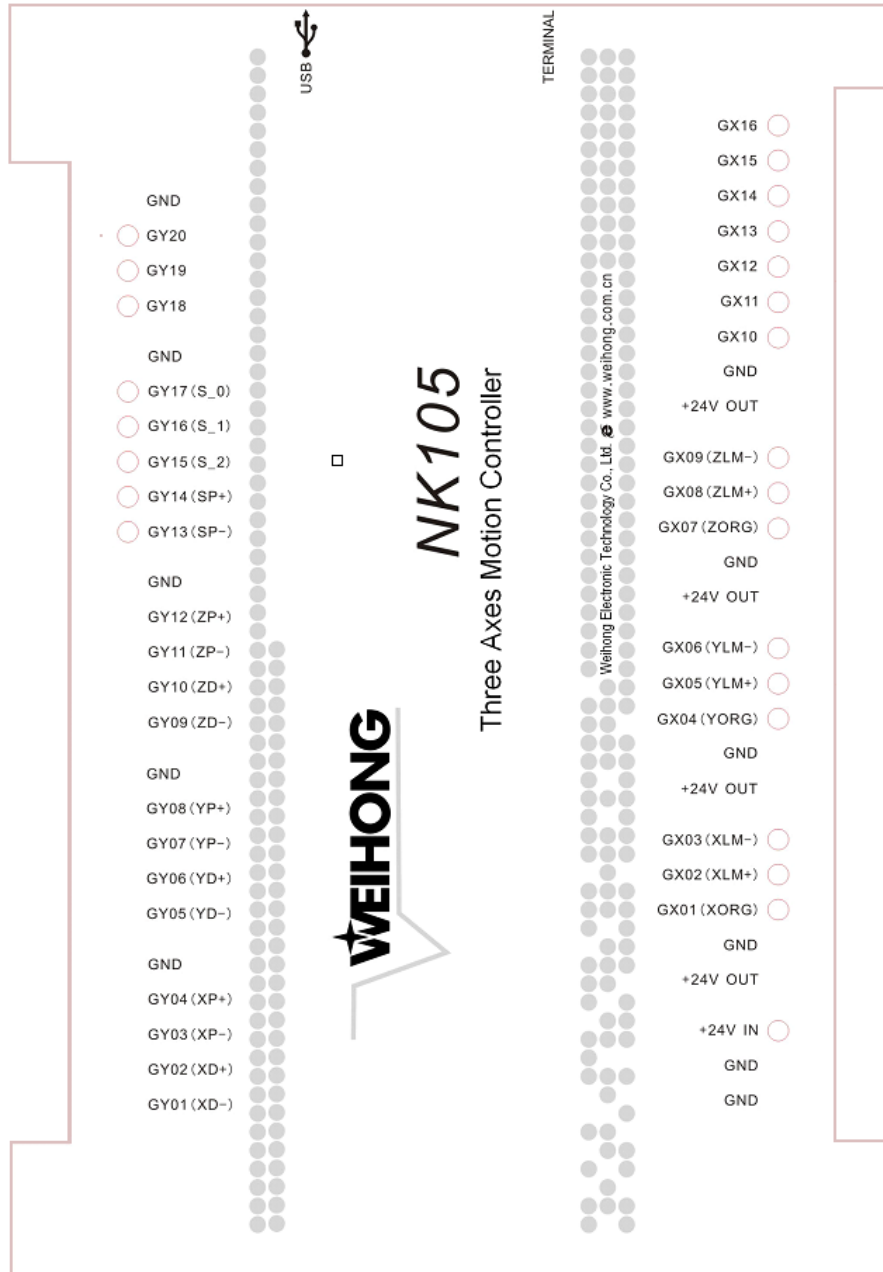 USB
TERMINAL
GND
GY20
GY19
GY18
GND
GY17(S_0)
GY16(S_1)
GY15(S_2)
GY14(SP+)
GY13(SP-)
GND
GY12(ZP+)
GY11(ZP-)
GY10(ZD+)
GY09(ZD-)
GND
GY08(YP+)
GY07(YP-)
GY06(YD+)
GY05(YD-)
GND
GY04(XP+)
GY03(XP-)
GY02(XD+)
GY01(XD-)
WEIHONG
NK105
Three Axes Motion Controller
Weihong Electronic Technology Co., Ltd. www.weihong.com.cn
GX16
GX15
GX14
GX13
GX12
GX11
GX10
GND
+24V OUT
GX09(ZLM-)
GX08(ZLM+)
GX07(ZORG)
GND
+24V OUT
GX06(YLM-)
GX05(YLM+)
GX04(YORG)
GND
+24V OUT
GX03(XLM-)
GX02(XLM+)
GX01(XORG)
GND
+24V OUT
+24V IN
GND
GND